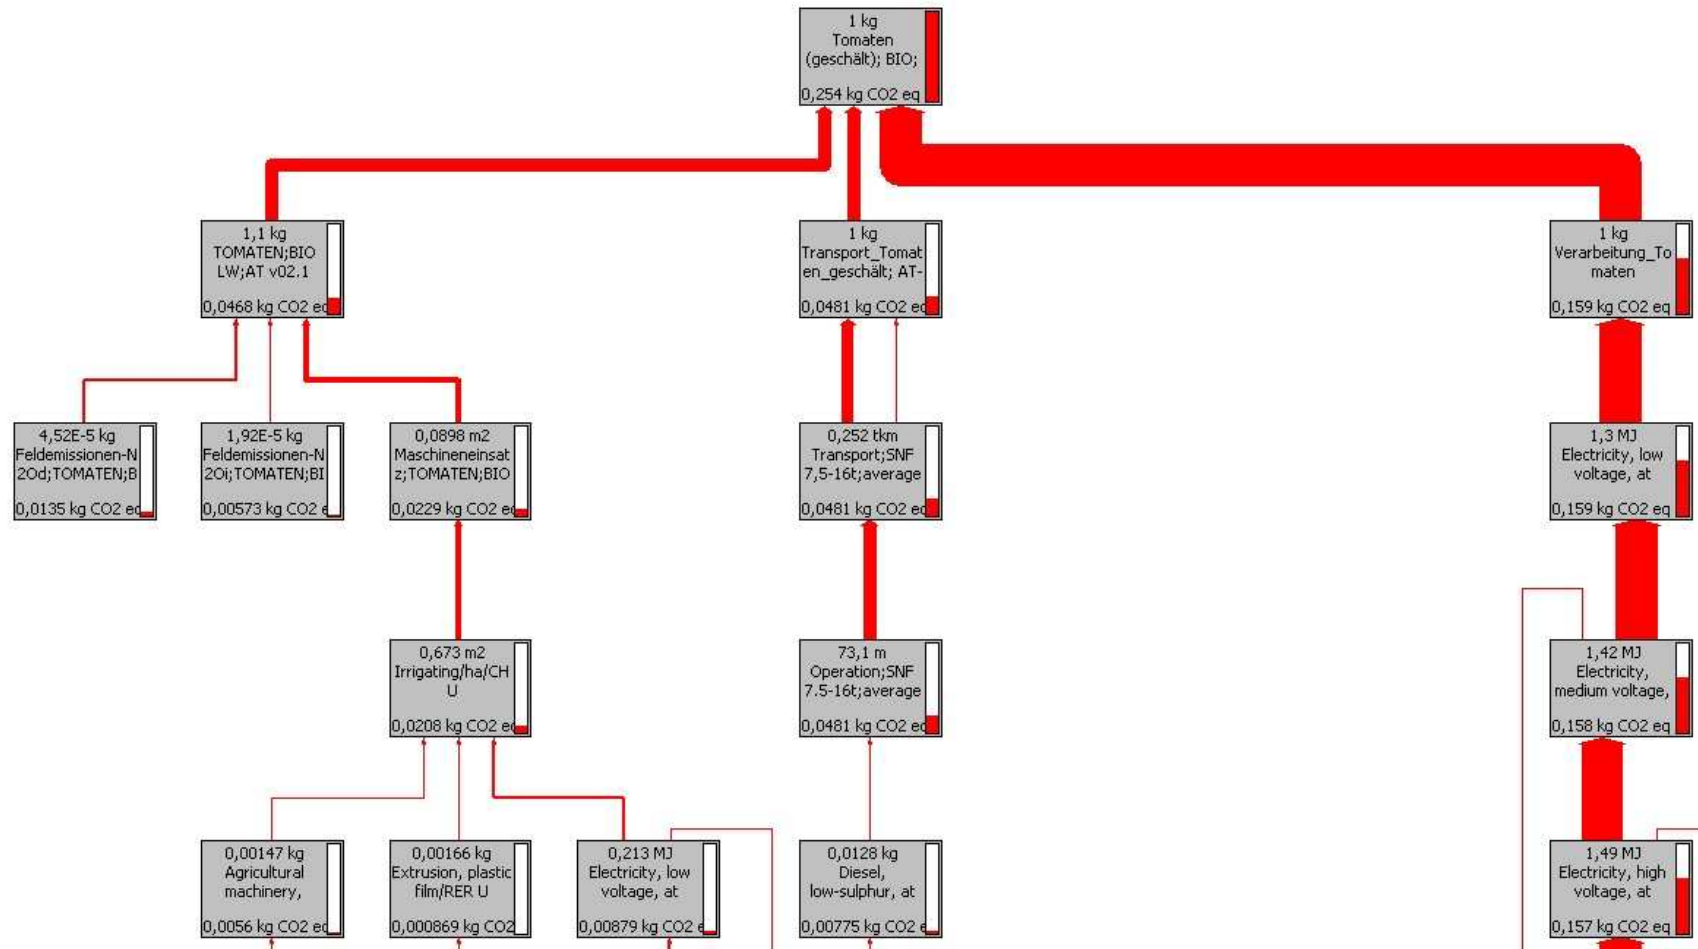 1 kg
Tomaten
(geschält); BIO;
0,254 kg CO2 eq
1,1 kg
TOMATEN;BIO
LW;AT v02.1
0,0468 kg CO2 eq
1 kg
Transport_Tomat
en_geschält; AT-
0,0481 kg CO2 eq
1 kg
Verarbeitung_To
maten
0,159 kg CO2 eq
4,52E-5 kg
Feldemissionen-N
2Od;TOMATEN;B
0,0135 kg CO2 eq
1,92E-5 kg
Feldemissionen-N
2Oi;TOMATEN;BI
0,00573 kg CO2 e
0,0898 m2
Maschineneinsat
z;TOMATEN;BIO
0,0229 kg CO2 eq
0,252 tkm
Transport;SNF
7,5-16t;average
0,0481 kg CO2 eq
1,3 MJ
Electricity, low
voltage, at
0,159 kg CO2 eq
0,673 m2
Irrigating/ha/CH
U
0,0208 kg CO2 eq
73,1 m
Operation;SNF
7.5-16t;average
0,0481 kg CO2 eq
1,42 MJ
Electricity,
medium voltage,
0,158 kg CO2 eq
0,00147 kg
Agricultural
machinery,
0,0056 kg CO2 eq
0,00166 kg
Extrusion, plastic
film/RER U
0,000869 kg CO2
0,213 MJ
Electricity, low
voltage, at
0,00879 kg CO2 e
0,0128 kg
Diesel,
low-sulphur, at
0,00775 kg CO2 e
1,49 MJ
Electricity, high
voltage, at
0,157 kg CO2 eq